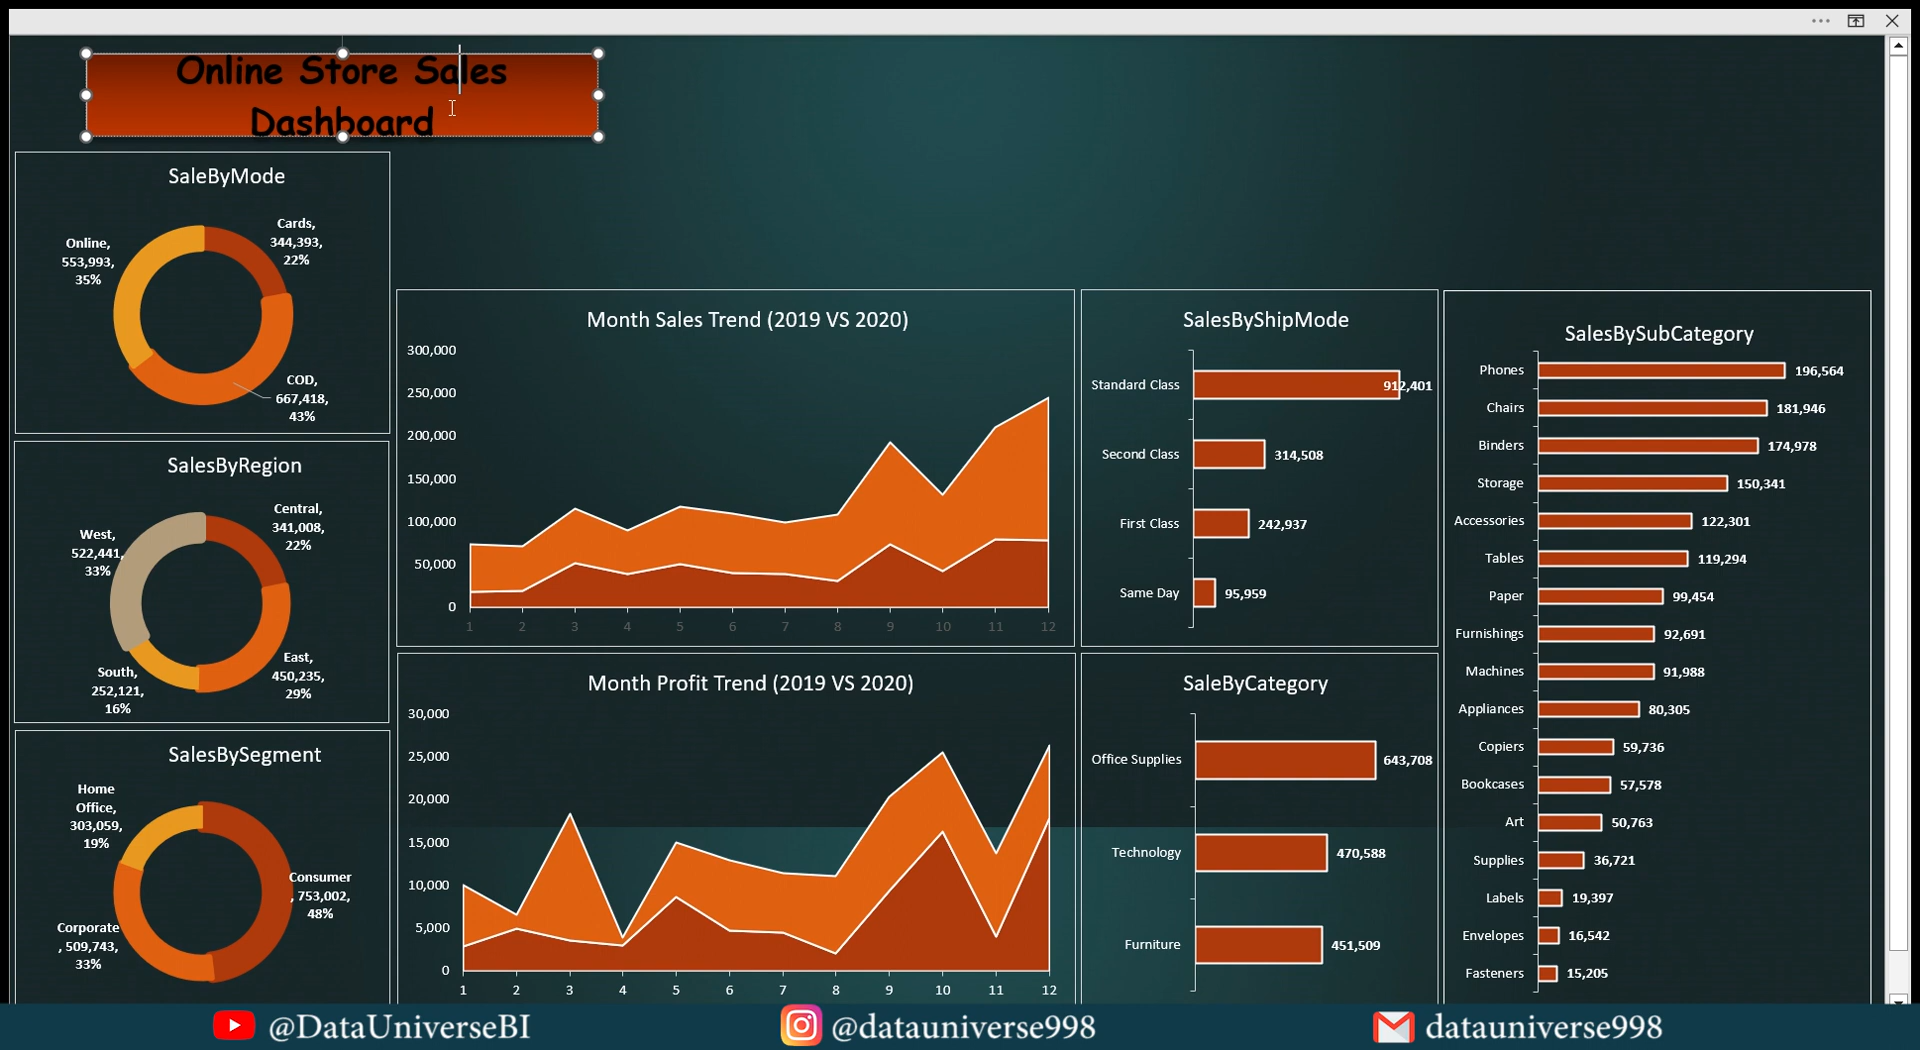 Online Store Sales
Dashboard
SaleByMode
Cards,
344,393,
22%
Online,
553,993,
35%
COD,
667,418,
43%
SalesByRegion
Central,
341,008,
22%
West,
522,441,
33%
East,
450,235,
29%
South,
252,121,
16%
SalesBySegment
Home
Office,
303,059,
19%
Consumer
, 753,002,
48%
Corporate
, 509,743,
33%
Month Sales Trend (2019 VS 2020)
300,000
250,000
200,000
150,000
100,000
50,000
0
1 2 3 4 5 6 7 8 9 10 11 12
Month Profit Trend (2019 VS 2020)
30,000
25,000
20,000
15,000
10,000
5,000
0
1 2 3 4 5 6 7 8 9 10 11 12
SalesByShipMode
Standard Class 912,401
Second Class 314,508
First Class 242,937
Same Day 95,959
SaleByCategory
Office Supplies 643,708
Technology 470,588
Furniture 451,509
SalesBySubCategory
Phones 196,564
Chairs 181,946
Binders 174,978
Storage 150,341
Accessories 122,301
Tables 119,294
Paper 99,454
Furnishings 92,691
Machines 91,988
Appliances 80,305
Copiers 59,736
Bookcases 57,578
Art 50,763
Supplies 36,721
Labels 19,397
Envelopes 16,542
Fasteners 15,205
@DataUniverseBI
@datauniverse998
datauniverse998